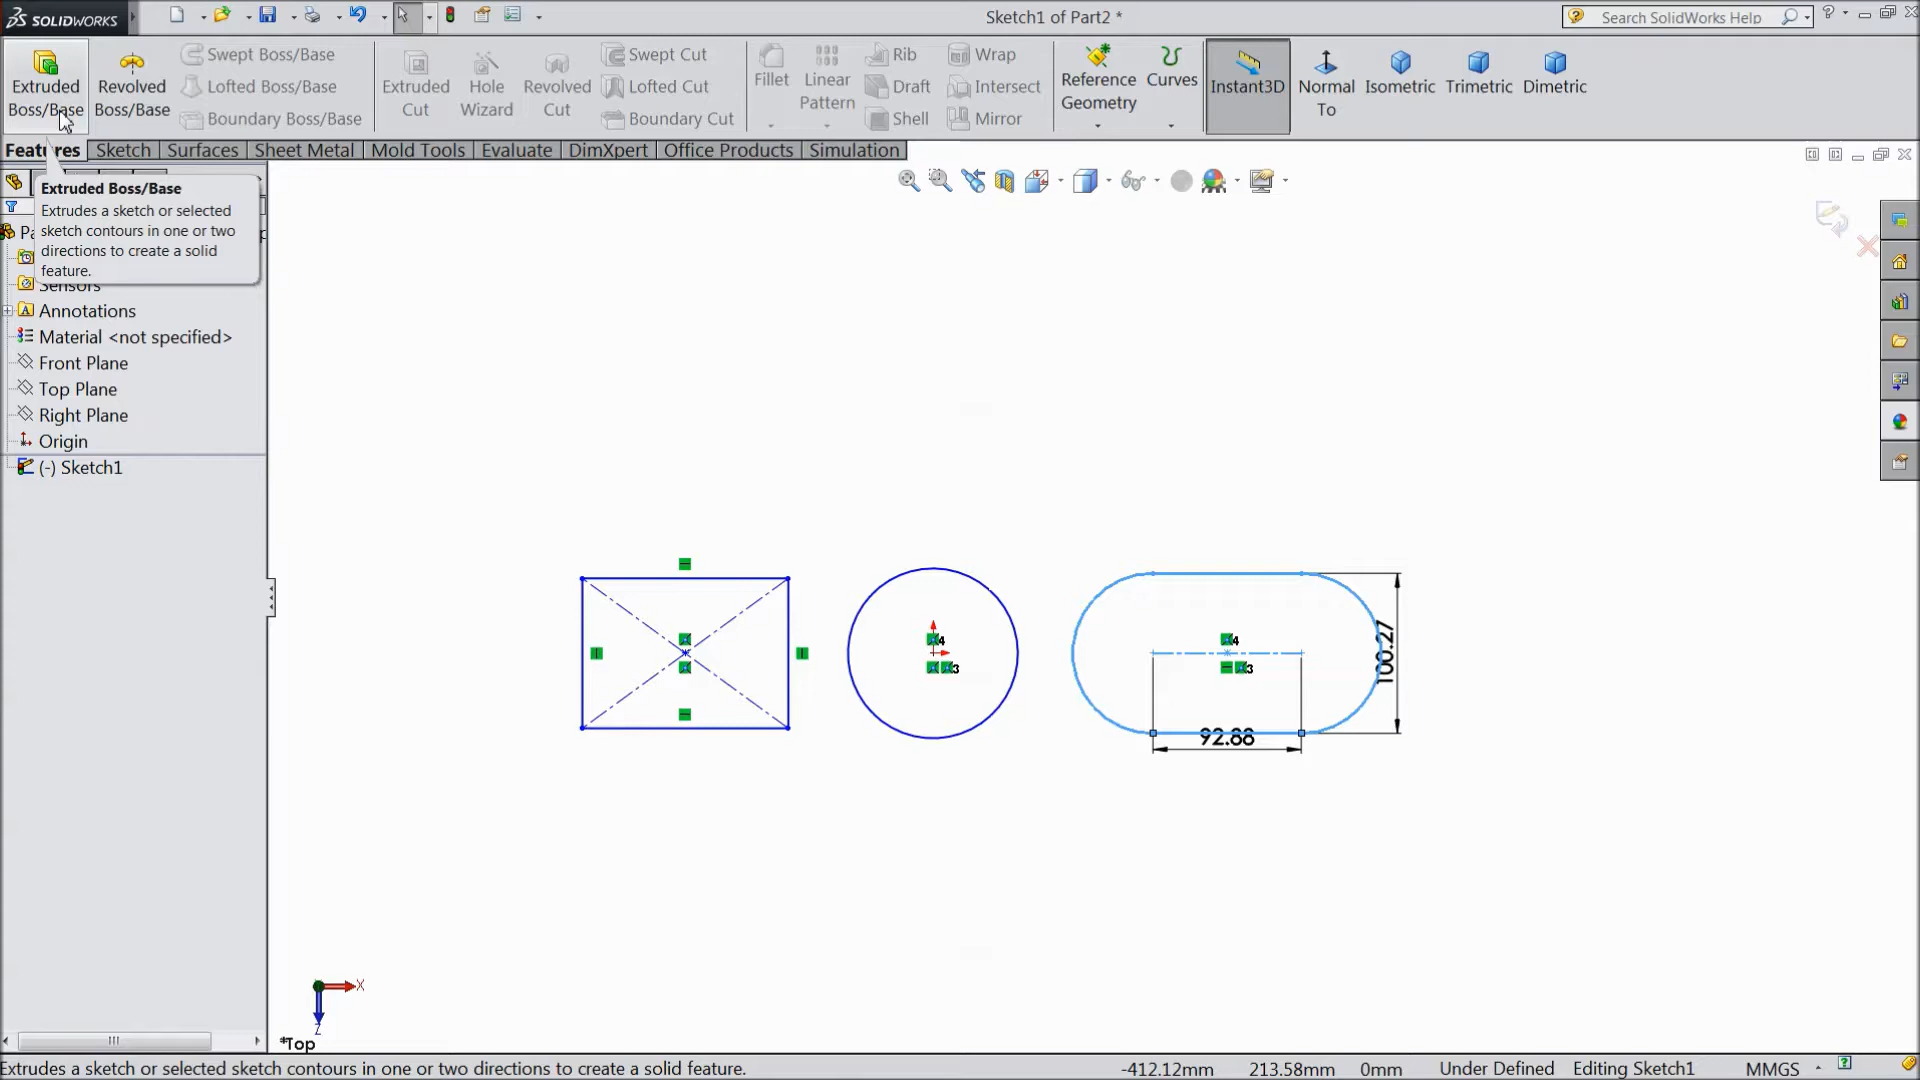 SOLIDWORKS
Sketch1 of Part2 *
Search SolidWorks Help
Extruded
Boss/Base
Revolved
Boss/Base
Swept Boss/Base
Lofted Boss/Base
Boundary Boss/Base
Extruded
Cut
Hole
Wizard
Revolved
Cut
Swept Cut
Lofted Cut
Boundary Cut
Fillet
Linear
Pattern
Rib
Draft
Shell
Wrap
Intersect
Mirror
Reference
Geometry
Curves
Instant3D
Normal
To
Isometric
Trimetric
Dimetric
Features
Sketch
Surfaces
Sheet Metal
Mold Tools
Evaluate
DimXpert
Office Products
Simulation
Extruded Boss/Base
Extrudes a sketch or selected
sketch contours in one or two
directions to create a solid
feature.
Sensors
Annotations
Material <not specified>
Front Plane
Top Plane
Right Plane
Origin
(-) Sketch1
4
3
4
3
100.27
92.88
X
Z
*Top
Extrudes a sketch or selected sketch contours in one or two directions to create a solid feature.
-412.12mm
213.58mm
0mm
Under Defined
Editing Sketch1
MMGS